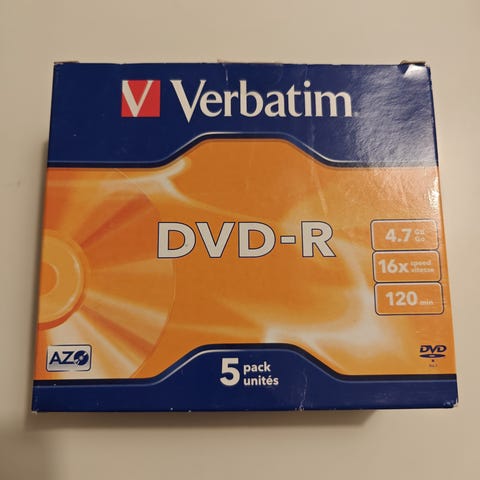 V Verbatim
DVD-R
4.7 GB
Go
16x speed
vitesse
120 min
AZO
5 pack
unités
DVD
R